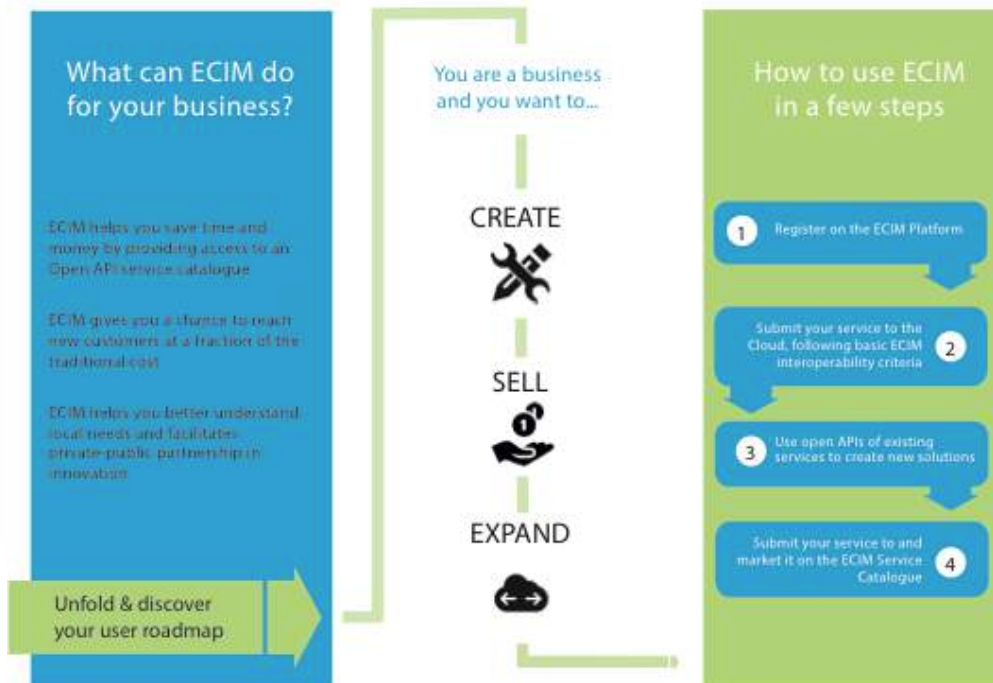 What can ECIM do
for your business?
ECIM helps you save time and
money by providing access to an
Open API service catalogue
ECIM gives you a chance to reach
new customers at a fraction of the
traditional cost
ECIM helps you better understand
local needs and facilitates
private-public partnership in
innovation
Unfold & discover
your user roadmap
You are a business
and you want to...
CREATE
SELL
1
EXPAND
How to use ECIM
in a few steps
1
Register on the ECIM Platform
Submit your service to the
Cloud, following basic ECIM
interoperability criteria
2
3
Use open APIs of existing
services to create new solutions
Submit your service to and
market it on the ECIM Service
Catalogue
4